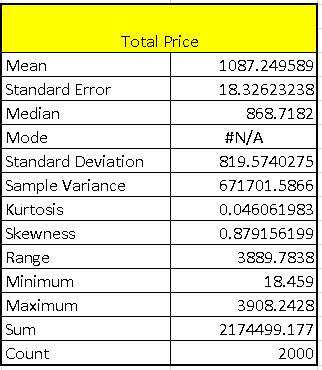 Total Price
Mean 1087.249589
Standard Error 18.32623238
Median 868.7182
Mode #N/A
Standard Deviation 819.5740275
Sample Variance 671701.5866
Kurtosis 0.046061983
Skewness 0.879156199
Range 3889.7838
Minimum 18.459
Maximum 3908.2428
Sum 2174499.177
Count 2000